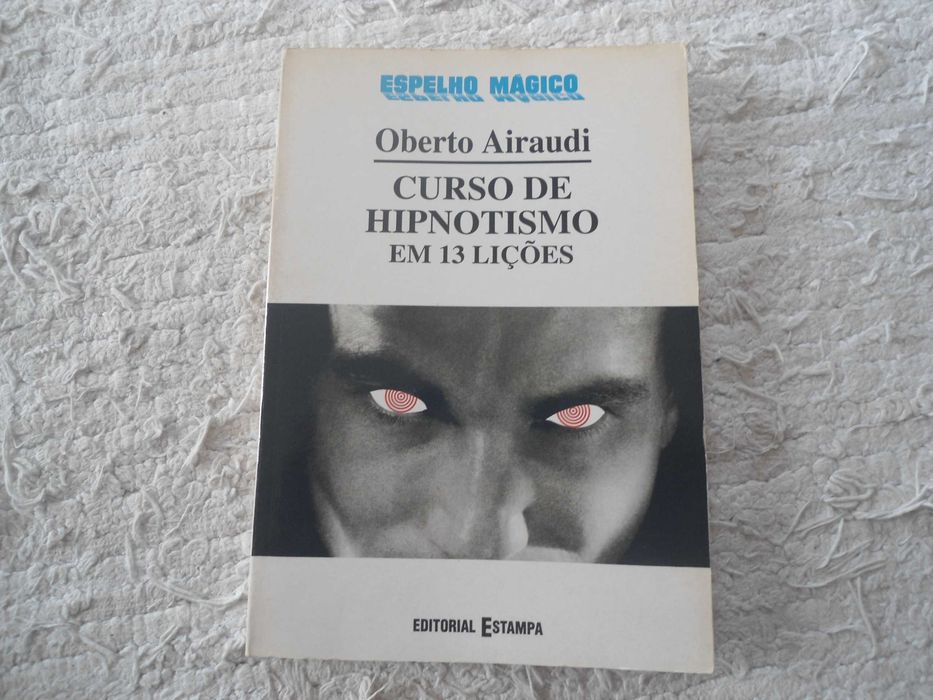 ESPELHO MÁGICO
Oberto Airaudi
CURSO DE
HIPNOTISMO
EM 13 LIÇÕES
EDITORIAL ESTAMPA